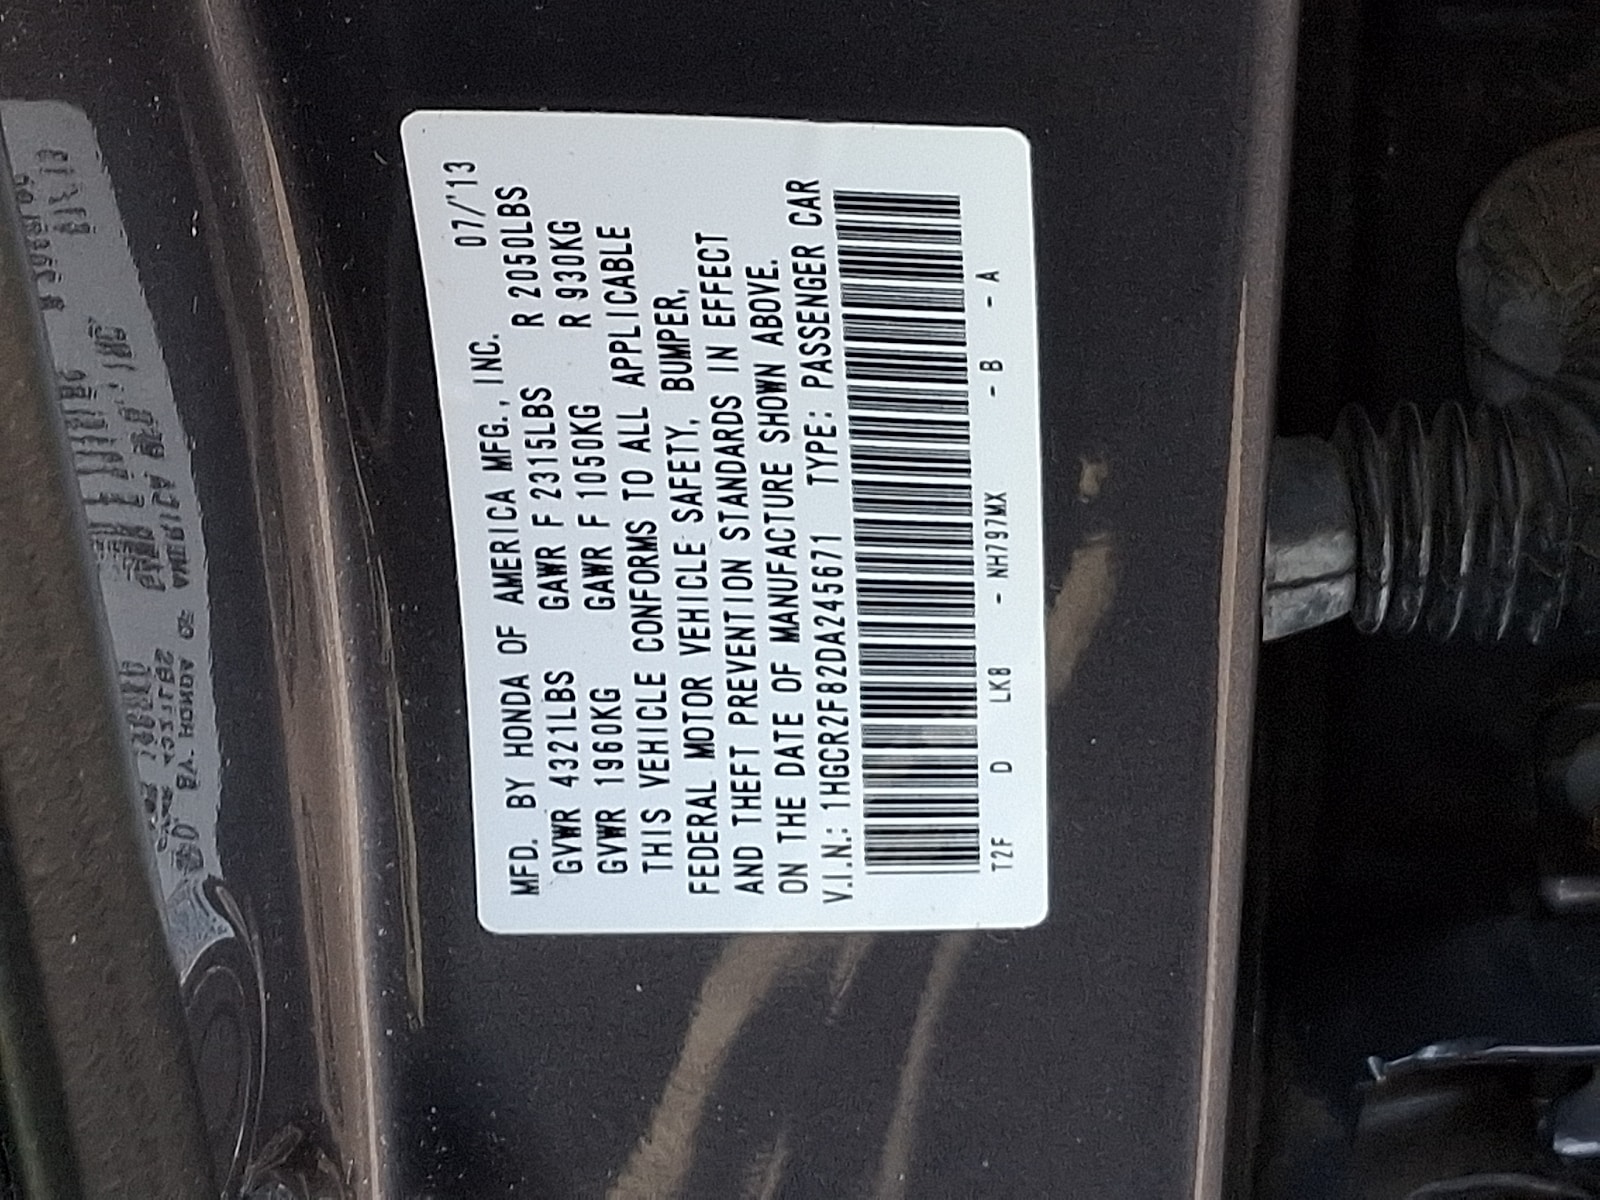 MFD. BY HONDA OF AMERICA MFG., INC. 07/'13
GVWR 4321LBS GAWR F 2315LBS R 2050LBS
GVWR 1960KG GAWR F 1050KG R 930KG
THIS VEHICLE CONFORMS TO ALL APPLICABLE
FEDERAL MOTOR VEHICLE SAFETY, BUMPER,
AND THEFT PREVENTION STANDARDS IN EFFECT
ON THE DATE OF MANUFACTURE SHOWN ABOVE.
V.I.N.: 1HGCR2F82DA245671 TYPE: PASSENGER CAR
T2F D LK8 - NH797MX - B - A